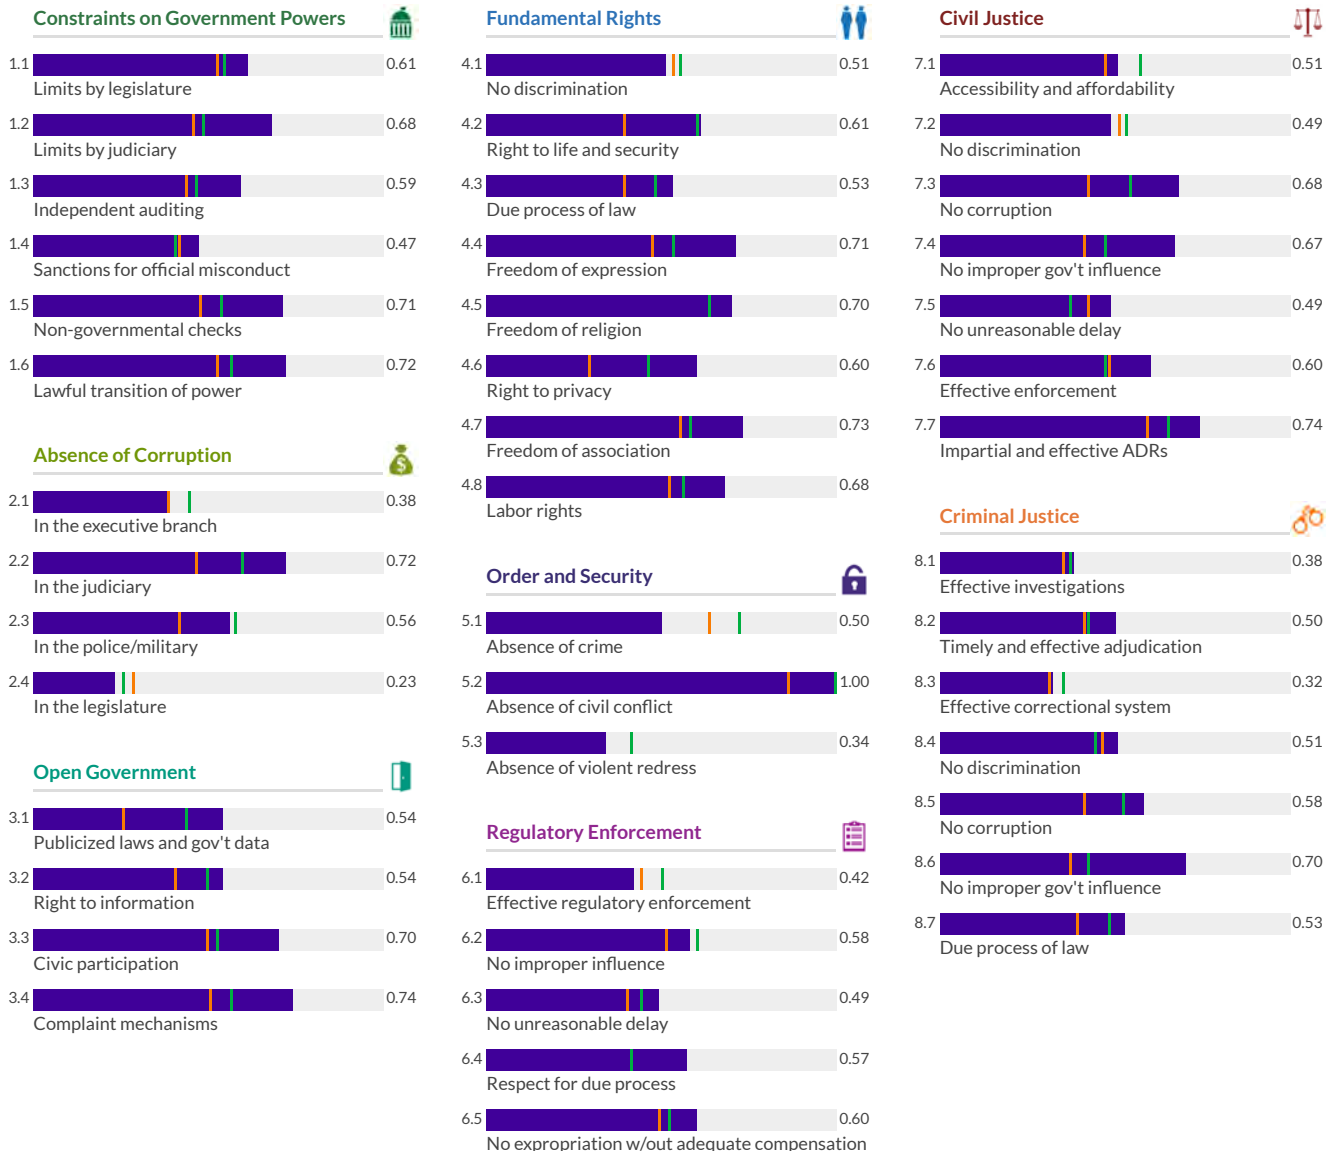 Constraints on Government Powers
1.1 0.61
Limits by legislature
1.2 0.68
Limits by judiciary
1.3 0.59
Independent auditing
1.4 0.47
Sanctions for official misconduct
1.5 0.71
Non-governmental checks
1.6 0.72
Lawful transition of power
Absence of Corruption
2.1 0.38
In the executive branch
2.2 0.72
In the judiciary
2.3 0.56
In the police/military
2.4 0.23
In the legislature
Open Government
3.1 0.54
Publicized laws and gov't data
3.2 0.54
Right to information
3.3 0.70
Civic participation
3.4 0.74
Complaint mechanisms
Fundamental Rights
4.1 0.51
No discrimination
4.2 0.61
Right to life and security
4.3 0.53
Due process of law
4.4 0.71
Freedom of expression
4.5 0.70
Freedom of religion
4.6 0.60
Right to privacy
4.7 0.73
Freedom of association
4.8 0.68
Labor rights
Order and Security
5.1 0.50
Absence of crime
5.2 1.00
Absence of civil conflict
5.3 0.34
Absence of violent redress
Regulatory Enforcement
6.1 0.42
Effective regulatory enforcement
6.2 0.58
No improper influence
6.3 0.49
No unreasonable delay
6.4 0.57
Respect for due process
6.5 0.60
No expropriation w/out adequate compensation
Civil Justice
7.1 0.51
Accessibility and affordability
7.2 0.49
No discrimination
7.3 0.68
No corruption
7.4 0.67
No improper gov't influence
7.5 0.49
No unreasonable delay
7.6 0.60
Effective enforcement
7.7 0.74
Impartial and effective ADRs
Criminal Justice
8.1 0.38
Effective investigations
8.2 0.50
Timely and effective adjudication
8.3 0.32
Effective correctional system
8.4 0.51
No discrimination
8.5 0.58
No corruption
8.6 0.70
No improper gov't influence
8.7 0.53
Due process of law